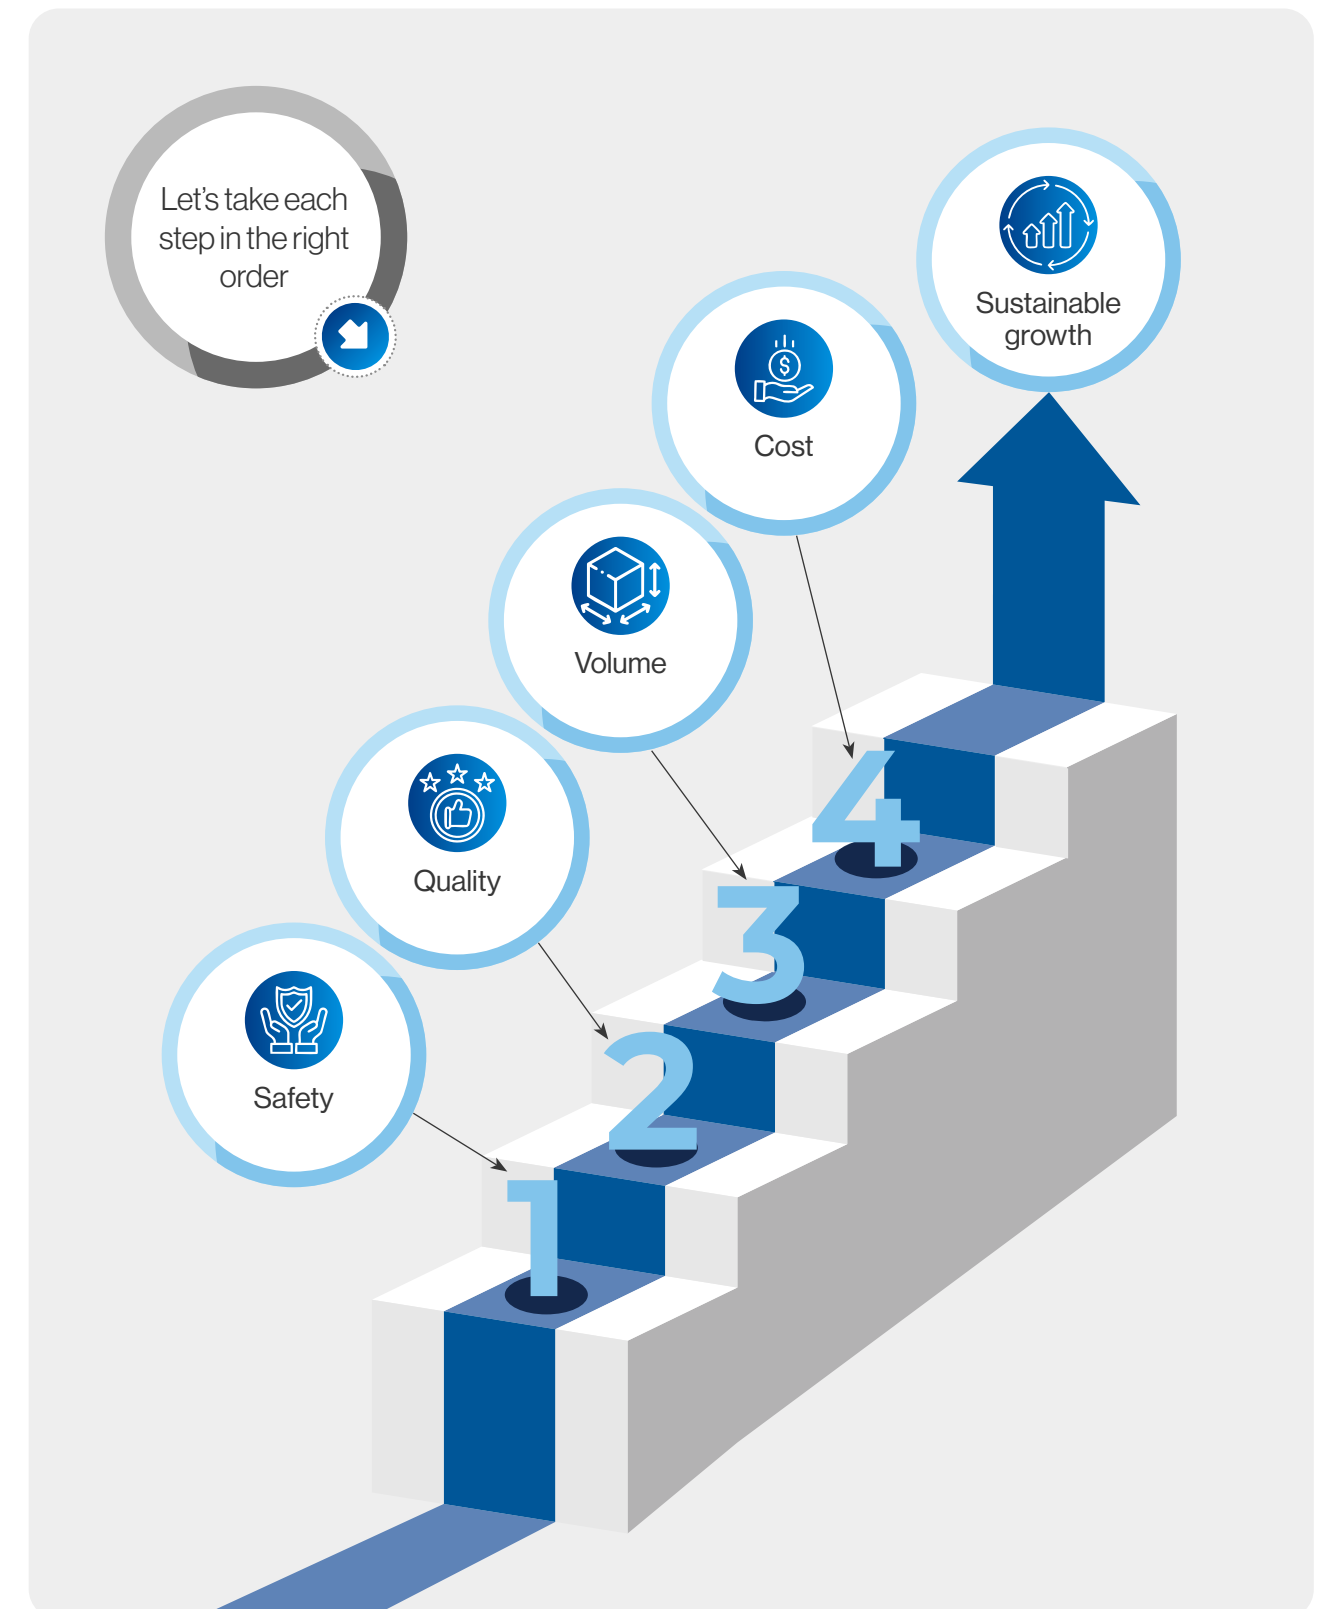 Let's take each
step in the right
order
Sustainable
growth
$
Cost
Volume
Quality
Safety
4
3
2
1